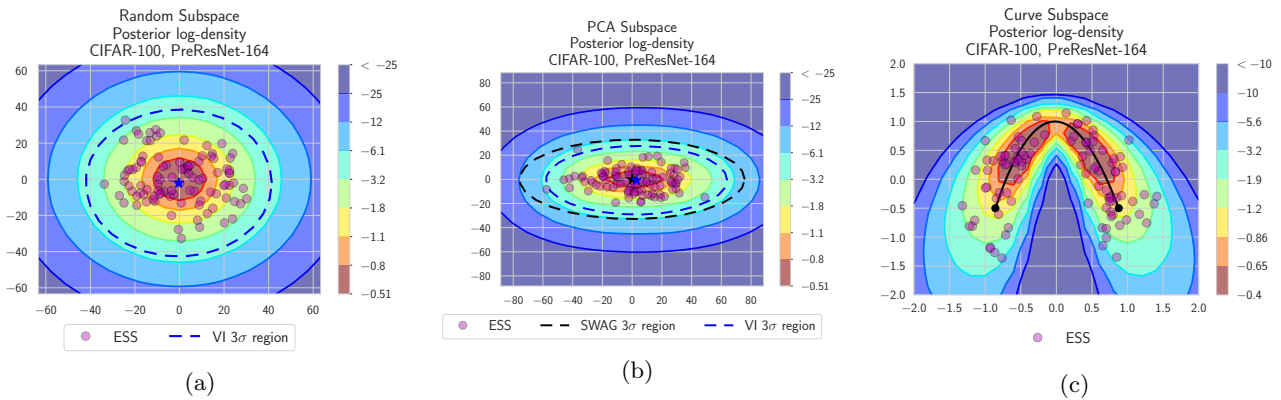 Random Subspace
Posterior log-density
CIFAR-100, PreResNet-164
60
40
20
0
−20
−40
−60
−60 −40 −20 0 20 40 60
< −25
−25
−12
−6.1
−3.2
−1.8
−1.1
−0.8
−0.51
ESS VI 3σ region
(a)
PCA Subspace
Posterior log-density
CIFAR-100, PreResNet-164
80
60
40
20
0
−20
−40
−60
−80
−80 −60 −40 −20 0 20 40 60 80
< −25
−25
−12
−6.1
−3.2
−1.8
−1.1
−0.8
−0.51
ESS SWAG 3σ region VI 3σ region
(b)
Curve Subspace
Posterior log-density
CIFAR-100, PreResNet-164
2.0
1.5
1.0
0.5
0.0
−0.5
−1.0
−1.5
−2.0
−2.0 −1.5 −1.0 −0.5 0.0 0.5 1.0 1.5 2.0
< −10
−10
−5.6
−3.2
−1.9
−1.2
−0.86
−0.65
−0.4
ESS
(c)